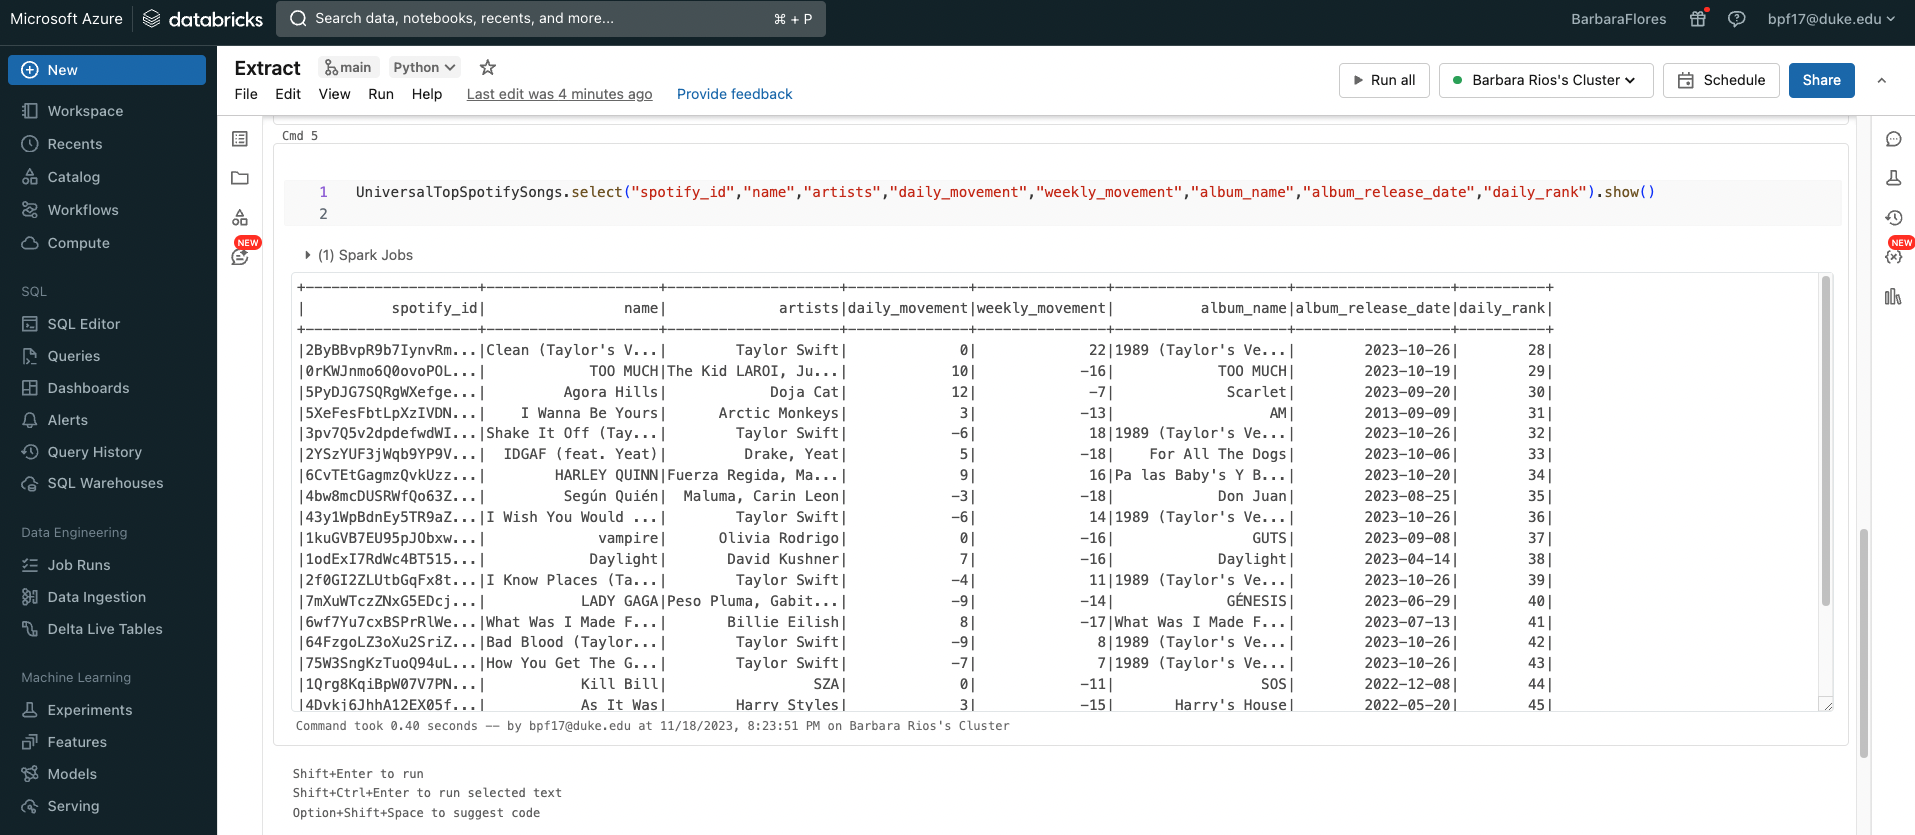 Microsoft Azure databricks Search data, notebooks, recents, and more... ⌘ + P BarbaraFlores bpf17@duke.edu
New
Workspace
Recents
Catalog
Workflows
Compute
SQL
SQL Editor
Queries
Dashboards
Alerts
Query History
SQL Warehouses
Data Engineering
Job Runs
Data Ingestion
Delta Live Tables
Machine Learning
Experiments
Features
Models
Serving
Extract main Python
File Edit View Run Help Last edit was 4 minutes ago Provide feedback
Run all Barbara Rios's Cluster Schedule Share
NEW
NEW
Cmd 5
1 UniversalTopSpotifySongs.select("spotify_id","name","artists","daily_movement","weekly_movement","album_name","album_release_date","daily_rank").show()
2
(1) Spark Jobs
+--------------------+--------------------+--------------------+--------------+---------------+--------------------+------------------+----------+
|          spotify_id|                name|             artists|daily_movement|weekly_movement|          album_name|album_release_date|daily_rank|
+--------------------+--------------------+--------------------+--------------+---------------+--------------------+------------------+----------+
|2ByBBvpR9b7IynvRm...|Clean (Taylor's V...|        Taylor Swift|             0|             22|1989 (Taylor's Ve...|        2023-10-26|        28|
|0rKWJnmo6Q0ovoPOL...|            TOO MUCH|The Kid LAROI, Ju...|            10|            -16|            TOO MUCH|        2023-10-19|        29|
|5PyDJG7SQRgWXefge...|         Agora Hills|            Doja Cat|            12|             -7|             Scarlet|        2023-09-20|        30|
|5XeFesFbtLpXzIVDN...|    I Wanna Be Yours|      Arctic Monkeys|             3|            -13|                  AM|        2013-09-09|        31|
|3pv7Q5v2dpdefwdWI...|Shake It Off (Tay...|        Taylor Swift|            -6|             18|1989 (Taylor's Ve...|        2023-10-26|        32|
|2YSzYUF3jWqb9YP9V...|  IDGAF (feat. Yeat)|         Drake, Yeat|             5|            -18|    For All The Dogs|        2023-10-06|        33|
|6CvTEtGagmzQvkUzz...|        HARLEY QUINN|Fuerza Regida, Ma...|             9|             16|Pa las Baby's Y B...|        2023-10-20|        34|
|4bw8mcDUSRWfQo63Z...|         Según Quién|  Maluma, Carin Leon|            -3|            -18|            Don Juan|        2023-08-25|        35|
|43y1WpBdnEy5TR9aZ...|I Wish You Would ...|        Taylor Swift|            -6|             14|1989 (Taylor's Ve...|        2023-10-26|        36|
|1kuGVB7EU95pJObxw...|             vampire|      Olivia Rodrigo|             0|            -16|                GUTS|        2023-09-08|        37|
|1odExI7RdWc4BT515...|            Daylight|       David Kushner|             7|            -16|            Daylight|        2023-04-14|        38|
|2f0GI2ZLUtbGqFx8t...|I Know Places (Ta...|        Taylor Swift|            -4|             11|1989 (Taylor's Ve...|        2023-10-26|        39|
|7mXuWTczZNxG5EDcj...|           LADY GAGA|Peso Pluma, Gabit...|            -9|            -14|             GÉNESIS|        2023-06-29|        40|
|6wf7Yu7cxBSPrRlWe...|What Was I Made F...|       Billie Eilish|             8|            -17|What Was I Made F...|        2023-07-13|        41|
|64FzgoLZ3oXu2SriZ...|Bad Blood (Taylor...|        Taylor Swift|            -9|              8|1989 (Taylor's Ve...|        2023-10-26|        42|
|75W3SngKzTuoQ94uL...|How You Get The G...|        Taylor Swift|            -7|              7|1989 (Taylor's Ve...|        2023-10-26|        43|
|1Qrg8KqiBpW07V7PN...|           Kill Bill|                 SZA|             0|            -11|                 SOS|        2022-12-08|        44|
|4Dvkj6JhhA12EX05f...|           As It Was|        Harry Styles|             3|            -15|       Harry's House|        2022-05-20|        45|
Command took 0.40 seconds -- by bpf17@duke.edu at 11/18/2023, 8:23:51 PM on Barbara Rios's Cluster
Shift+Enter to run
Shift+Ctrl+Enter to run selected text
Option+Shift+Space to suggest code